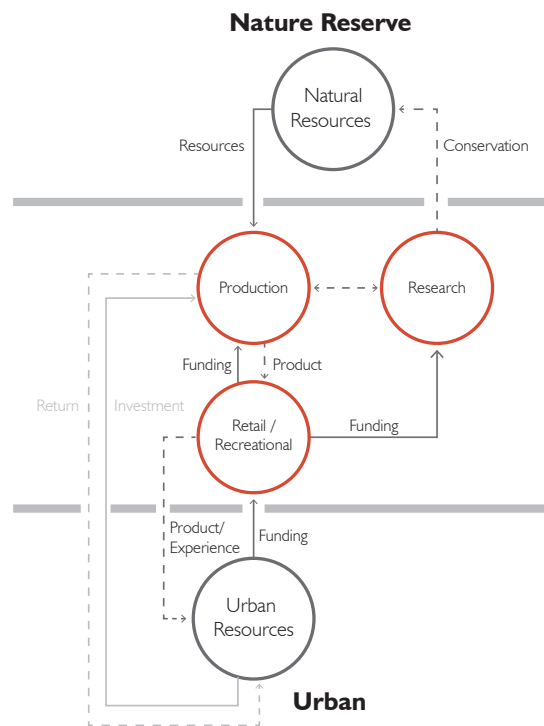 Nature Reserve
Natural
Resources
Resources
Conservation
Production
Research
Funding
Product
Return
Investment
Retail /
Recreational
Funding
Product/
Experience
Funding
Urban
Resources
Urban